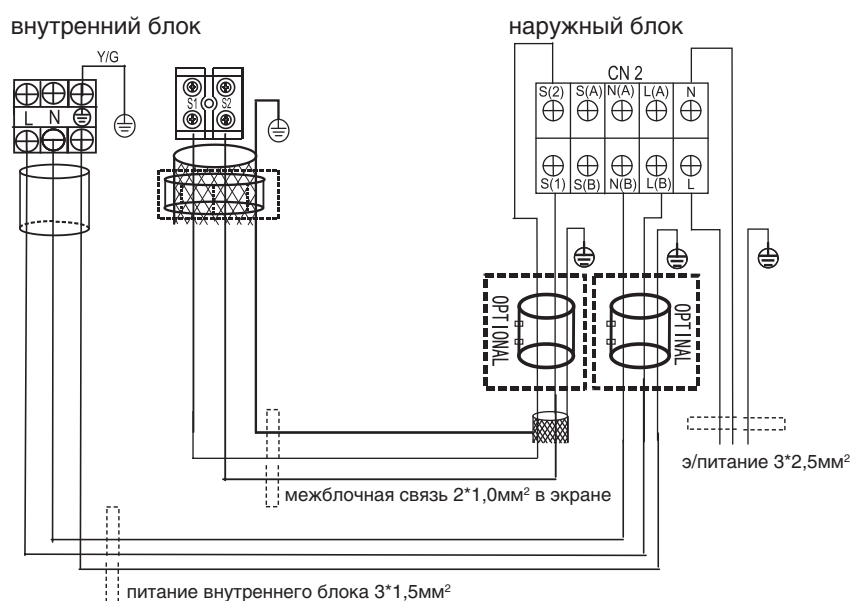 внутренний блок
наружный блок
Y/G
L N
S1 S2
CN 2
S(2) S(A) N(A) L(A) N
S(1) S(B) N(B) L(B) L
OPTIONAL
OPTINAL
э/питание 3*2,5мм²
межблочная связь 2*1,0мм² в экране
питание внутреннего блока 3*1,5мм²